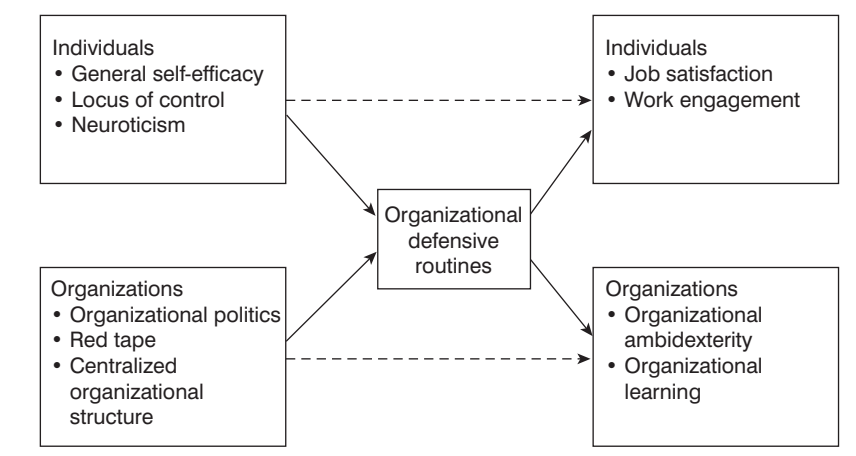 Individuals
• General self-efficacy
• Locus of control
• Neuroticism
Individuals
• Job satisfaction
• Work engagement
Organizational
defensive
routines
Organizations
• Organizational politics
• Red tape
• Centralized
organizational
structure
Organizations
• Organizational
ambidexterity
• Organizational
learning